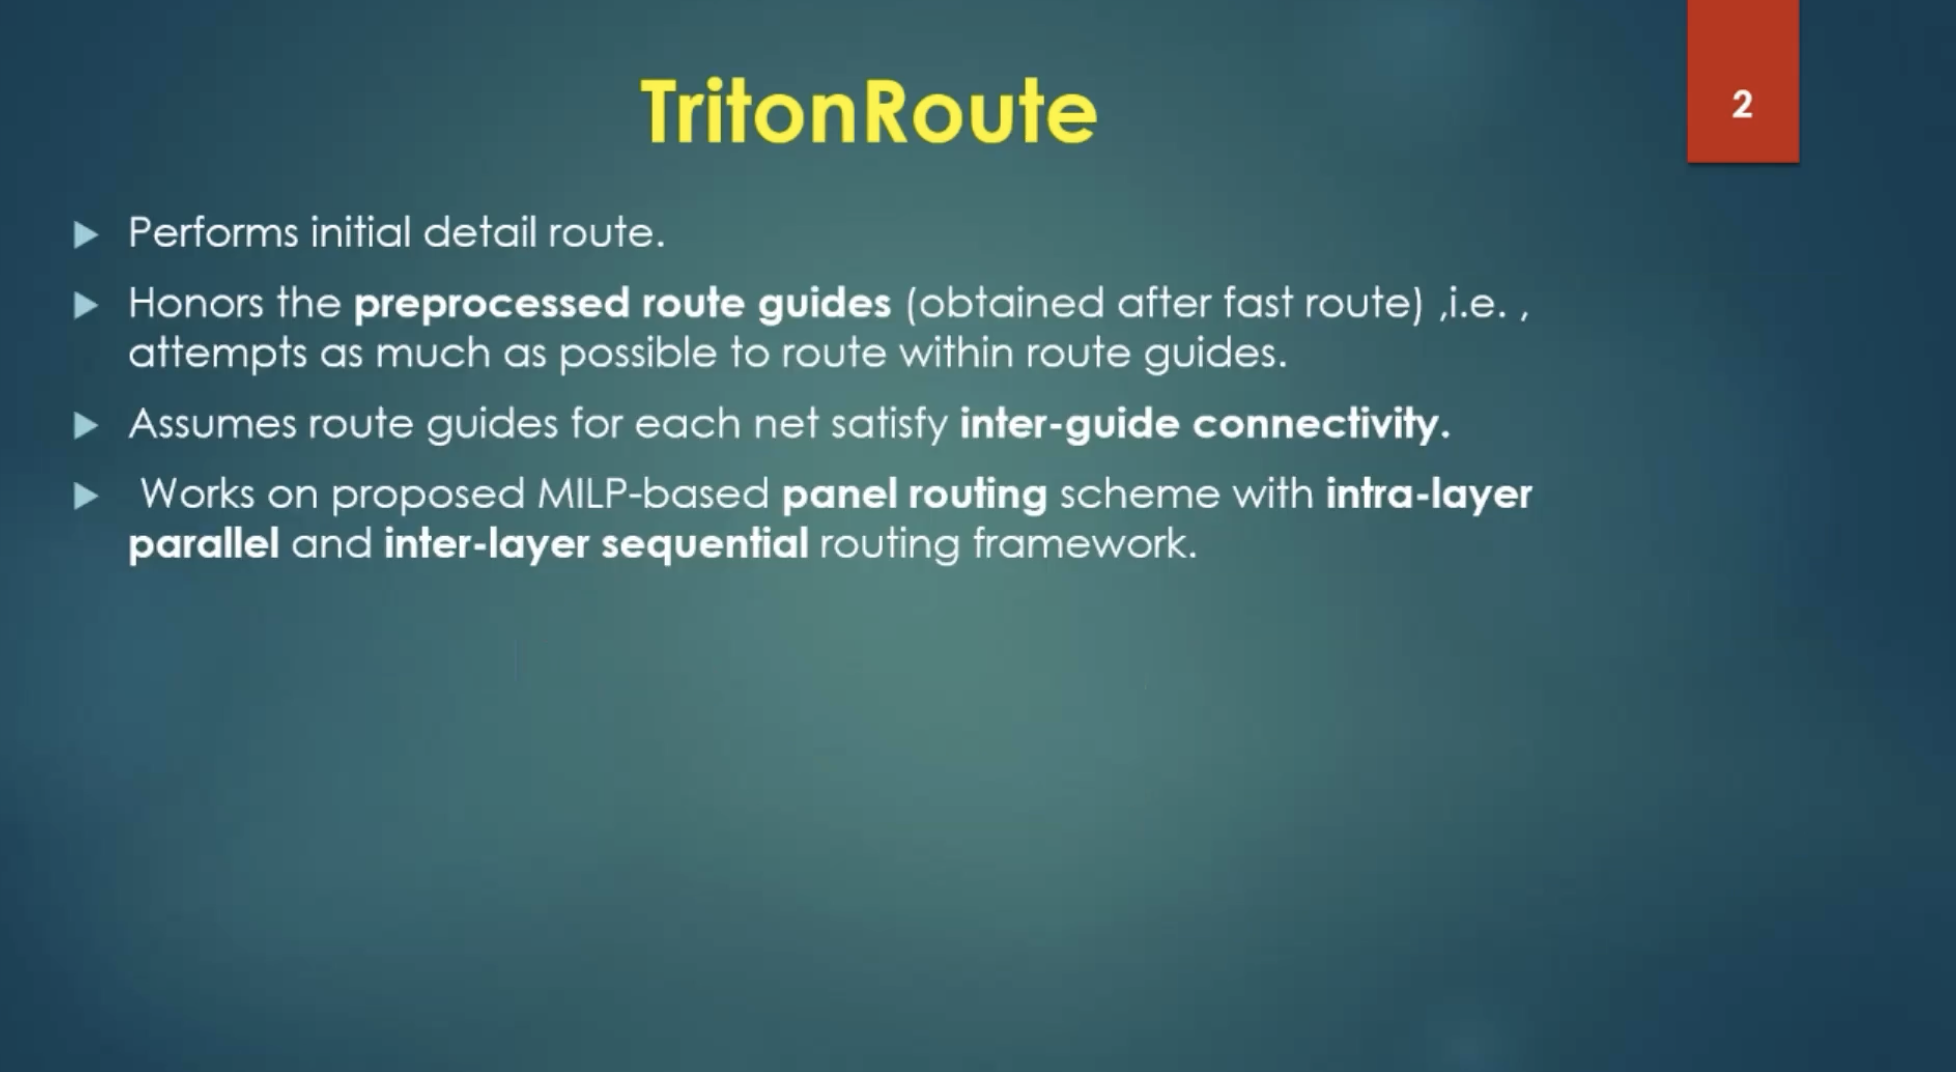 TritonRoute
2
Performs initial detail route.
Honors the preprocessed route guides (obtained after fast route) ,i.e. ,
attempts as much as possible to route within route guides.
Assumes route guides for each net satisfy inter-guide connectivity.
Works on proposed MILP-based panel routing scheme with intra-layer
parallel and inter-layer sequential routing framework.